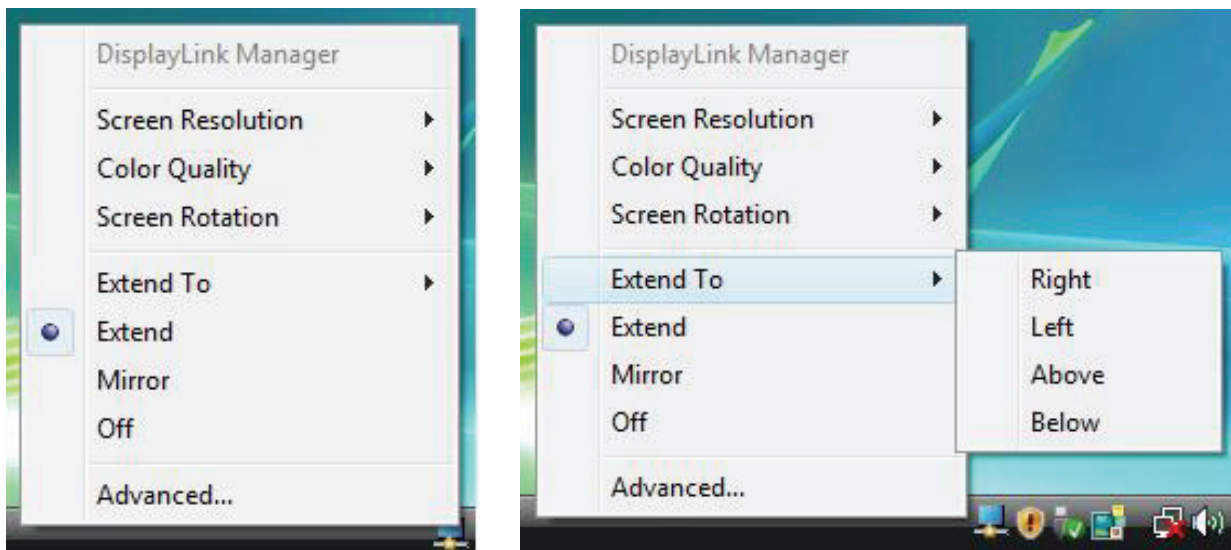 DisplayLink Manager
Screen Resolution
Color Quality
Screen Rotation
Extend To
Extend
Mirror
Off
Advanced...
DisplayLink Manager
Screen Resolution
Color Quality
Screen Rotation
Extend To
Extend
Mirror
Off
Advanced...
Right
Left
Above
Below